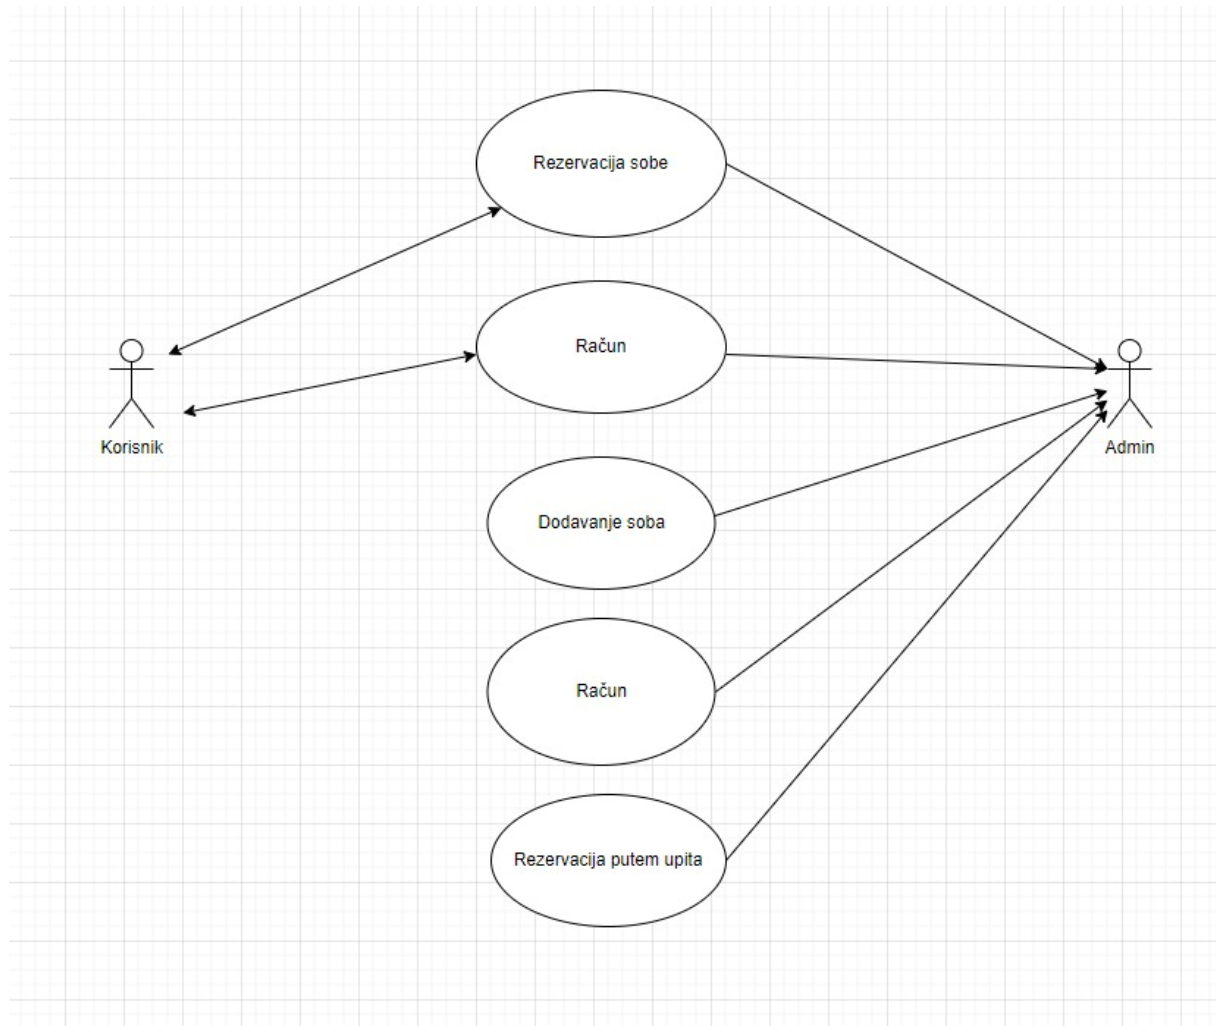 Rezervacija sobe
Račun
Korisnik
Admin
Dodavanje soba
Račun
Rezervacija putem upita